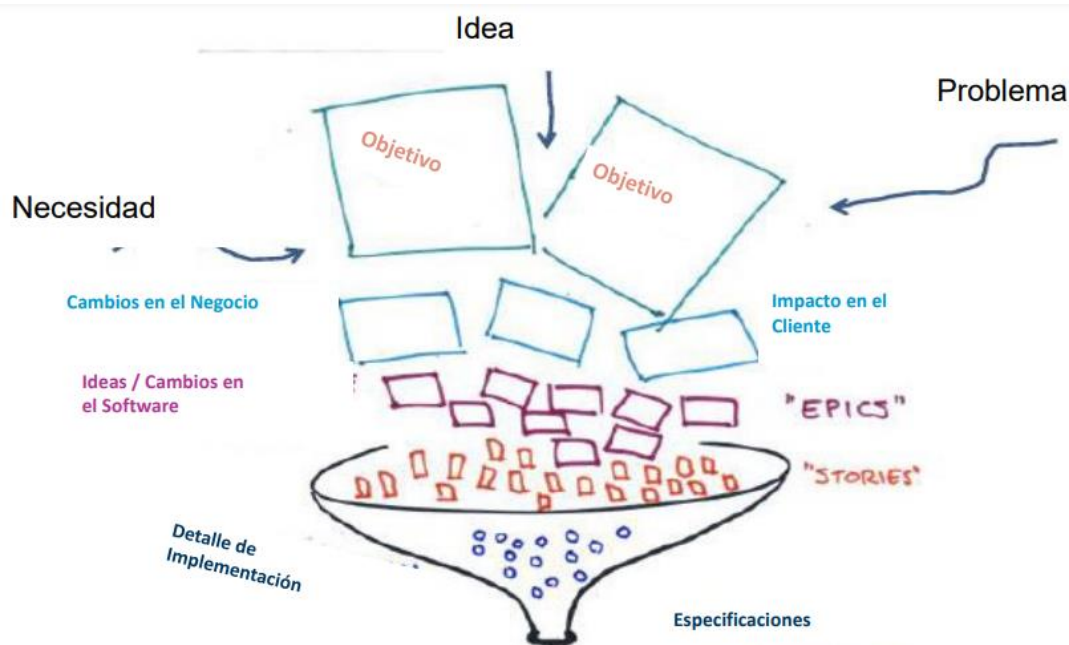 Idea
Problema
Objetivo
Objetivo
Necesidad
Cambios en el Negocio
Impacto en el
Cliente
Ideas / Cambios en
el Software
"EPICS"
"STORIES"
Detalle de
Implementación
Especificaciones